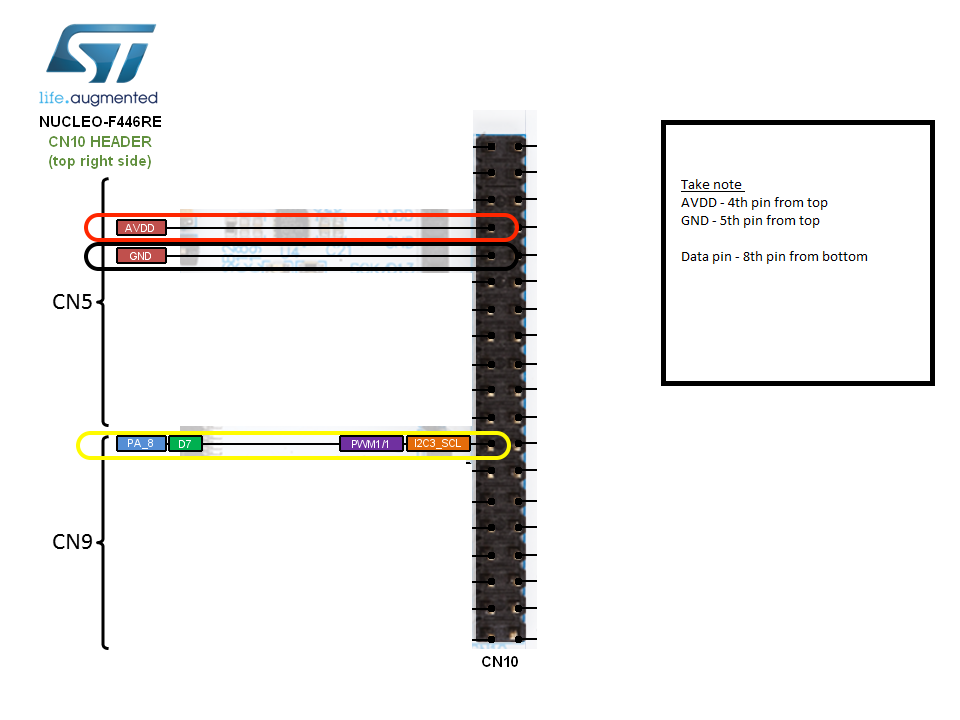 life.augmented
NUCLEO-F446RE
CN10 HEADER
(top right side)
AVDD
GND
CN5
PA_8
D7
PWM1/1
I2C3_SCL
CN9
CN10
Take note
AVDD - 4th pin from top
GND - 5th pin from top
Data pin - 8th pin from bottom